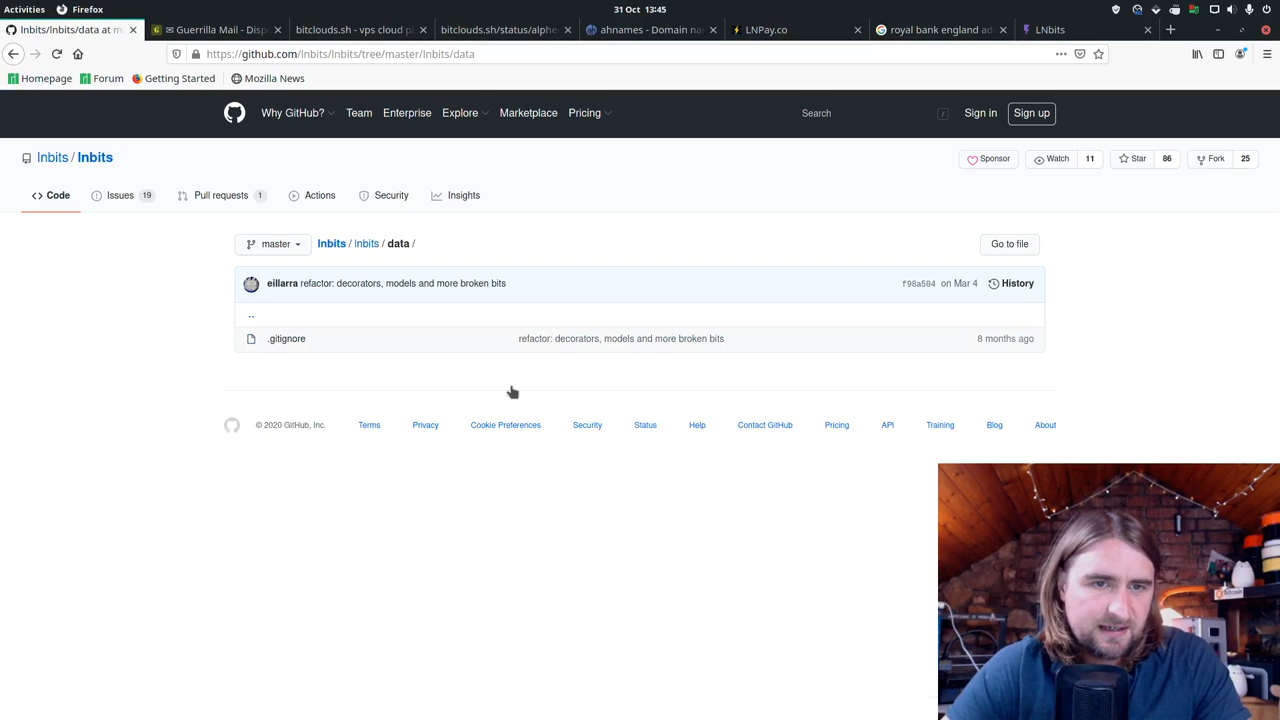 Activities Firefox 31 Oct 13:45
lnbits/lnbits/data at m
Guerrilla Mail - Disp
bitclouds.sh - vps cloud p
bitclouds.sh/status/alphe
ahnames - Domain na
LNPay.co
royal bank england ad
LNbits
https://github.com/lnbits/lnbits/tree/master/lnbits/data
Homepage Forum Getting Started Mozilla News
Why GitHub? Team Enterprise Explore Marketplace Pricing Search / Sign in Sign up
lnbits / lnbits Sponsor Watch 11 Star 86 Fork 25
Code Issues 19 Pull requests 1 Actions Security Insights
master lnbits / lnbits / data / Go to file
eillarra refactor: decorators, models and more broken bits f98a504 on Mar 4 History
..
.gitignore refactor: decorators, models and more broken bits 8 months ago
© 2020 GitHub, Inc. Terms Privacy Cookie Preferences Security Status Help Contact GitHub Pricing API Training Blog About
bitcoin